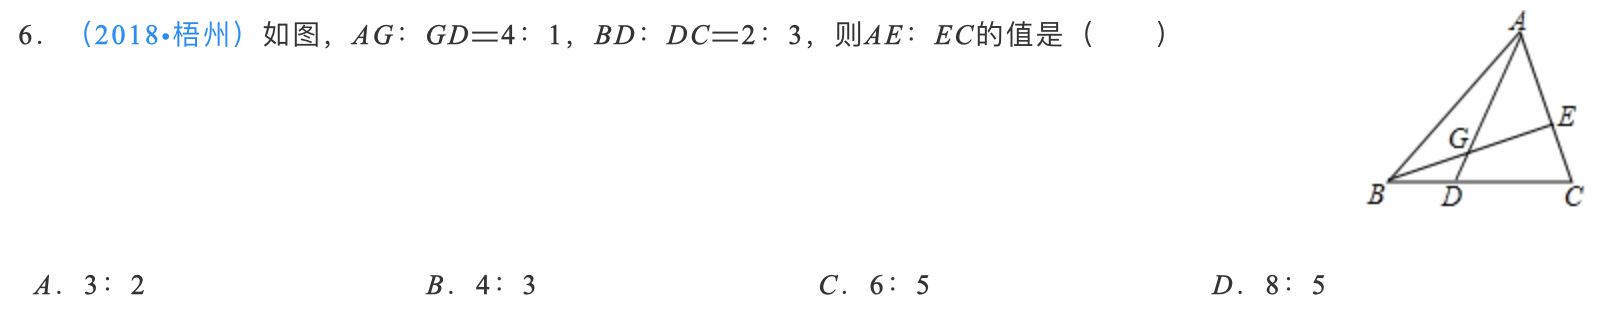 6. （2018•梧州）如图，AG：GD＝4：1，BD：DC＝2：3，则AE：EC的值是（  ）
A
E
G
B D C
A．3：2 B．4：3 C．6：5 D．8：5